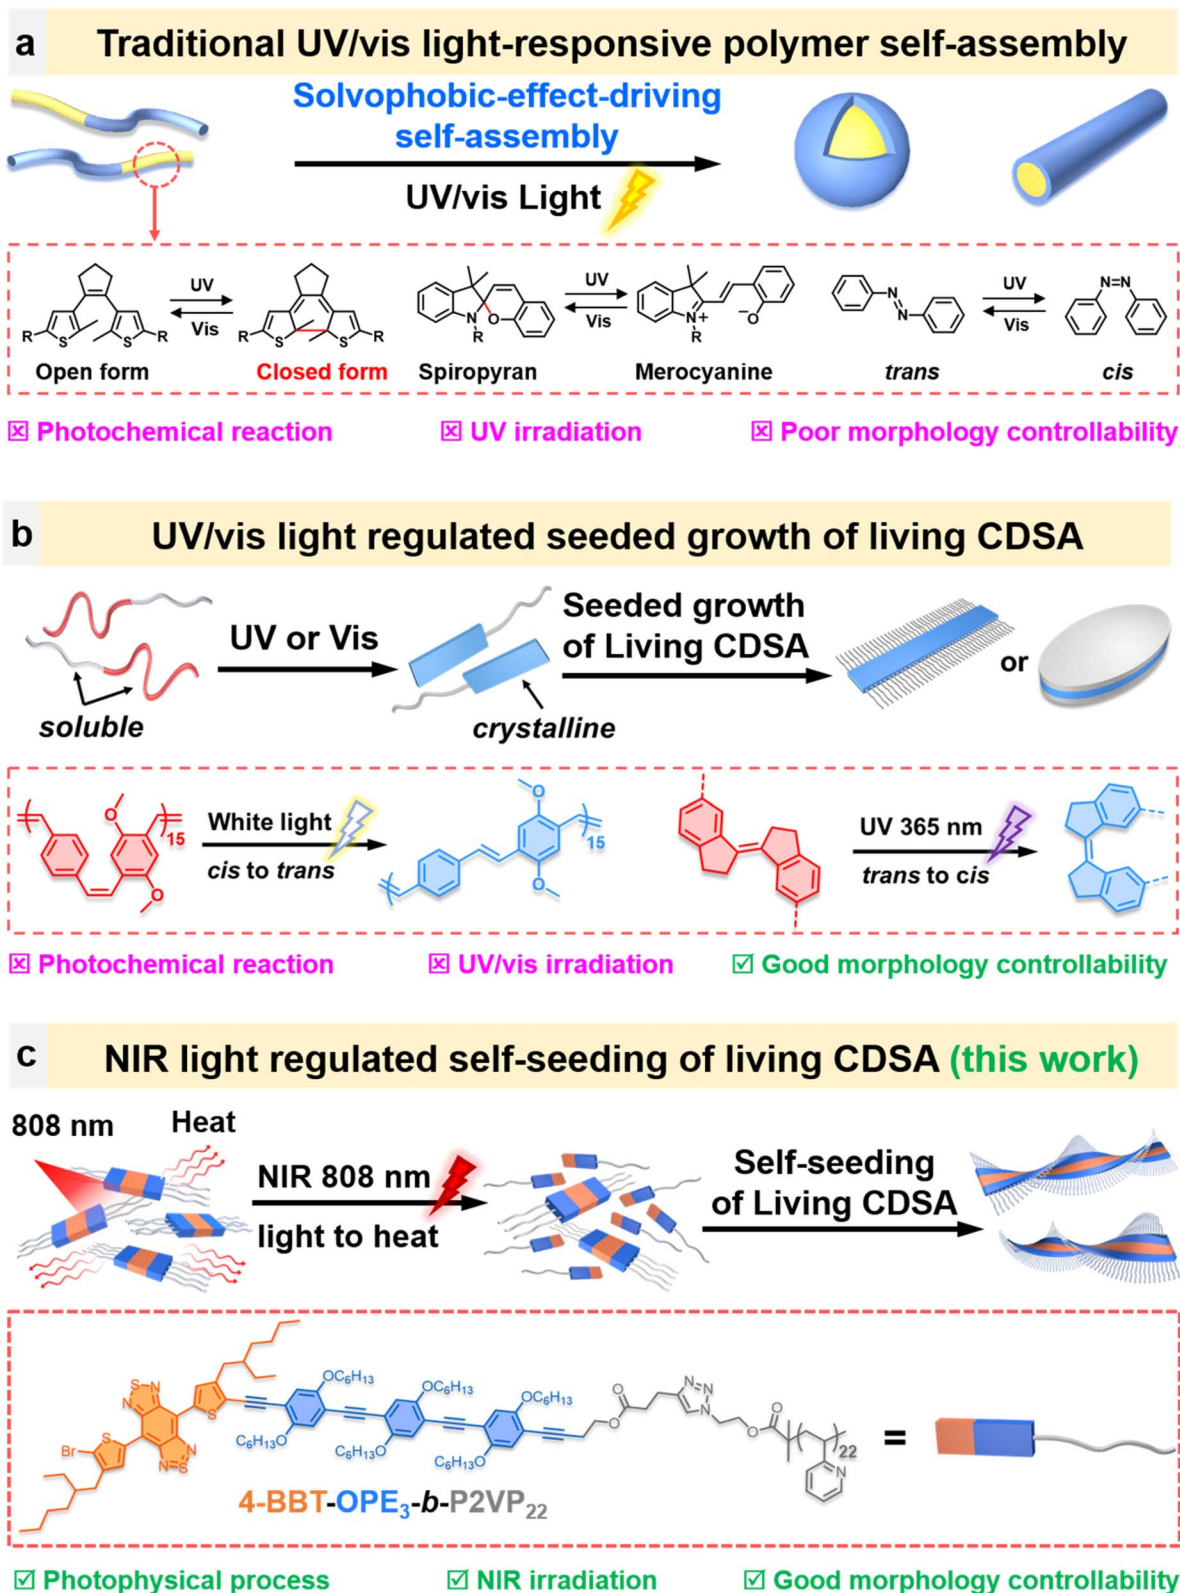 a Traditional UV/vis light-responsive polymer self-assembly
Solvophobic-effect-driving
self-assembly
UV/vis Light
UV
Vis
R
S
S
R
R
S
S
R
Open form
Closed form
UV
Vis
N
R
O
N+
R
−O
Spiropyran
Merocyanine
UV
Vis
N
N
N=N
trans
cis
☒ Photochemical reaction
☒ UV irradiation
☒ Poor morphology controllability
b UV/vis light regulated seeded growth of living CDSA
UV or Vis
Seeded growth
of Living CDSA
or
soluble
crystalline
O
O
15
White light
cis to trans
O
O
15
UV 365 nm
trans to cis
☒ Photochemical reaction
☒ UV/vis irradiation
☑ Good morphology controllability
c NIR light regulated self-seeding of living CDSA (this work)
808 nm
Heat
NIR 808 nm
light to heat
Self-seeding
of Living CDSA
N S N
S
Br
S
N S N
OC6H13
C6H13O
OC6H13
C6H13O
OC6H13
C6H13O
O
O
N=N
N
O
O
22
N
=
4-BBT-OPE3-b-P2VP22
☑ Photophysical process
☑ NIR irradiation
☑ Good morphology controllability